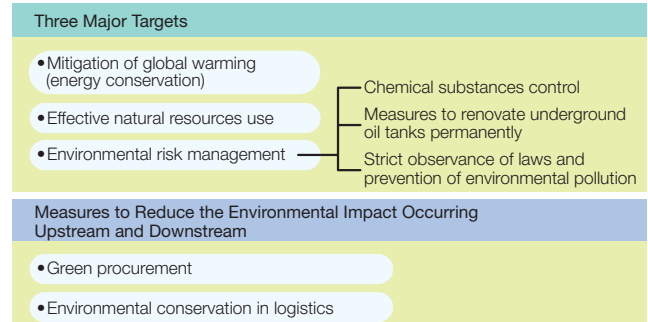 Three Major Targets
•Mitigation of global warming
(energy conservation)
•Effective natural resources use
•Environmental risk management
Chemical substances control
Measures to renovate underground
oil tanks permanently
Strict observance of laws and
prevention of environmental pollution
Measures to Reduce the Environmental Impact Occurring
Upstream and Downstream
•Green procurement
•Environmental conservation in logistics